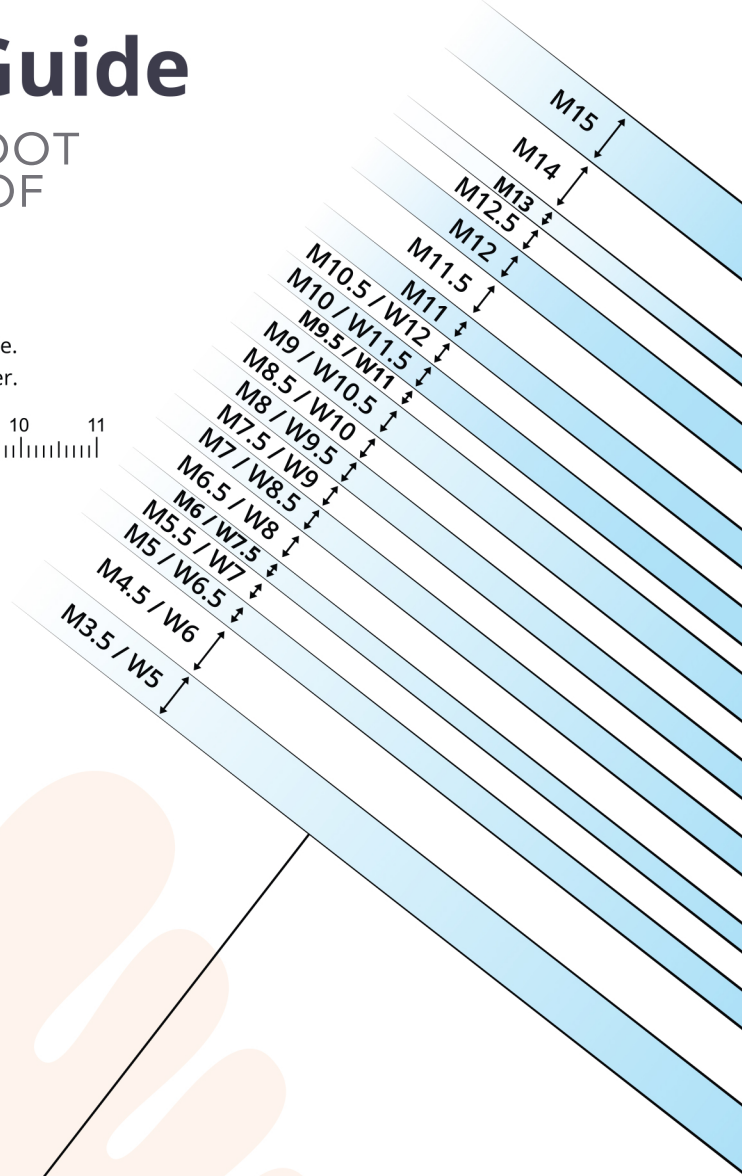 Guide
OOT
OF
e.
er.
10 11
M15
M14
M13
M12.5
M12
M11.5
M11
M10.5 / W12
M10 / W11.5
M9.5 / W11
M9 / W10.5
M8.5 / W10
M8 / W9.5
M7.5 / W9
M7 / W8.5
M6.5 / W8
M6 / W7.5
M5.5 / W7
M5 / W6.5
M4.5 / W6
M3.5 / W5